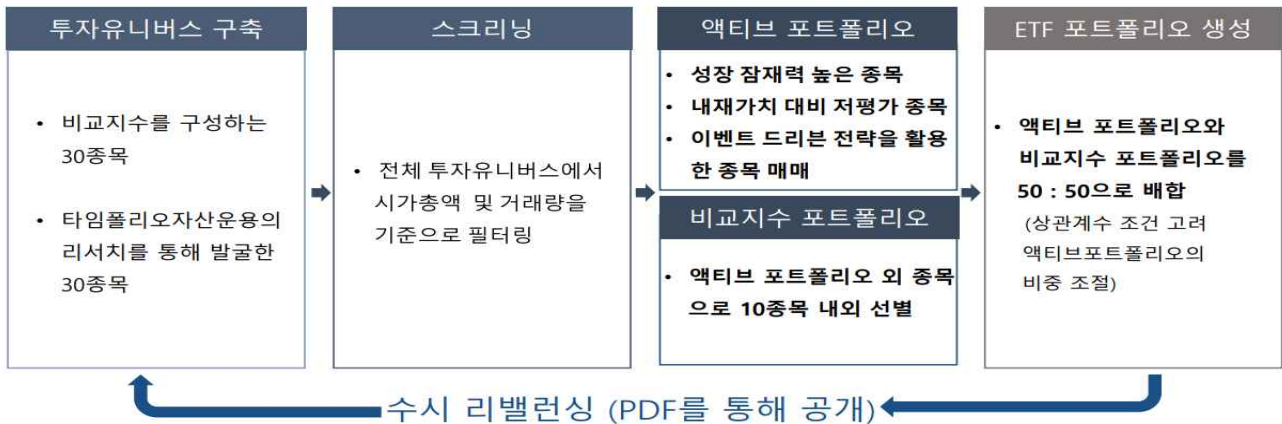 투자유니버스 구축
• 비교지수를 구성하는
30종목
• 타임폴리오자산운용의
리서치를 통해 발굴한
30종목
스크리닝
• 전체 투자유니버스에서
시가총액 및 거래량을
기준으로 필터링
액티브 포트폴리오
• 성장 잠재력 높은 종목
• 내재가치 대비 저평가 종목
• 이벤트 드리븐 전략을 활용
한 종목 매매
비교지수 포트폴리오
• 액티브 포트폴리오 외 종목
으로 10종목 내외 선별
ETF 포트폴리오 생성
• 액티브 포트폴리오와
비교지수 포트폴리오를
50 : 50으로 배합
(상관계수 조건 고려
액티브포트폴리오의
비중 조절)
수시 리밸런싱 (PDF를 통해 공개)